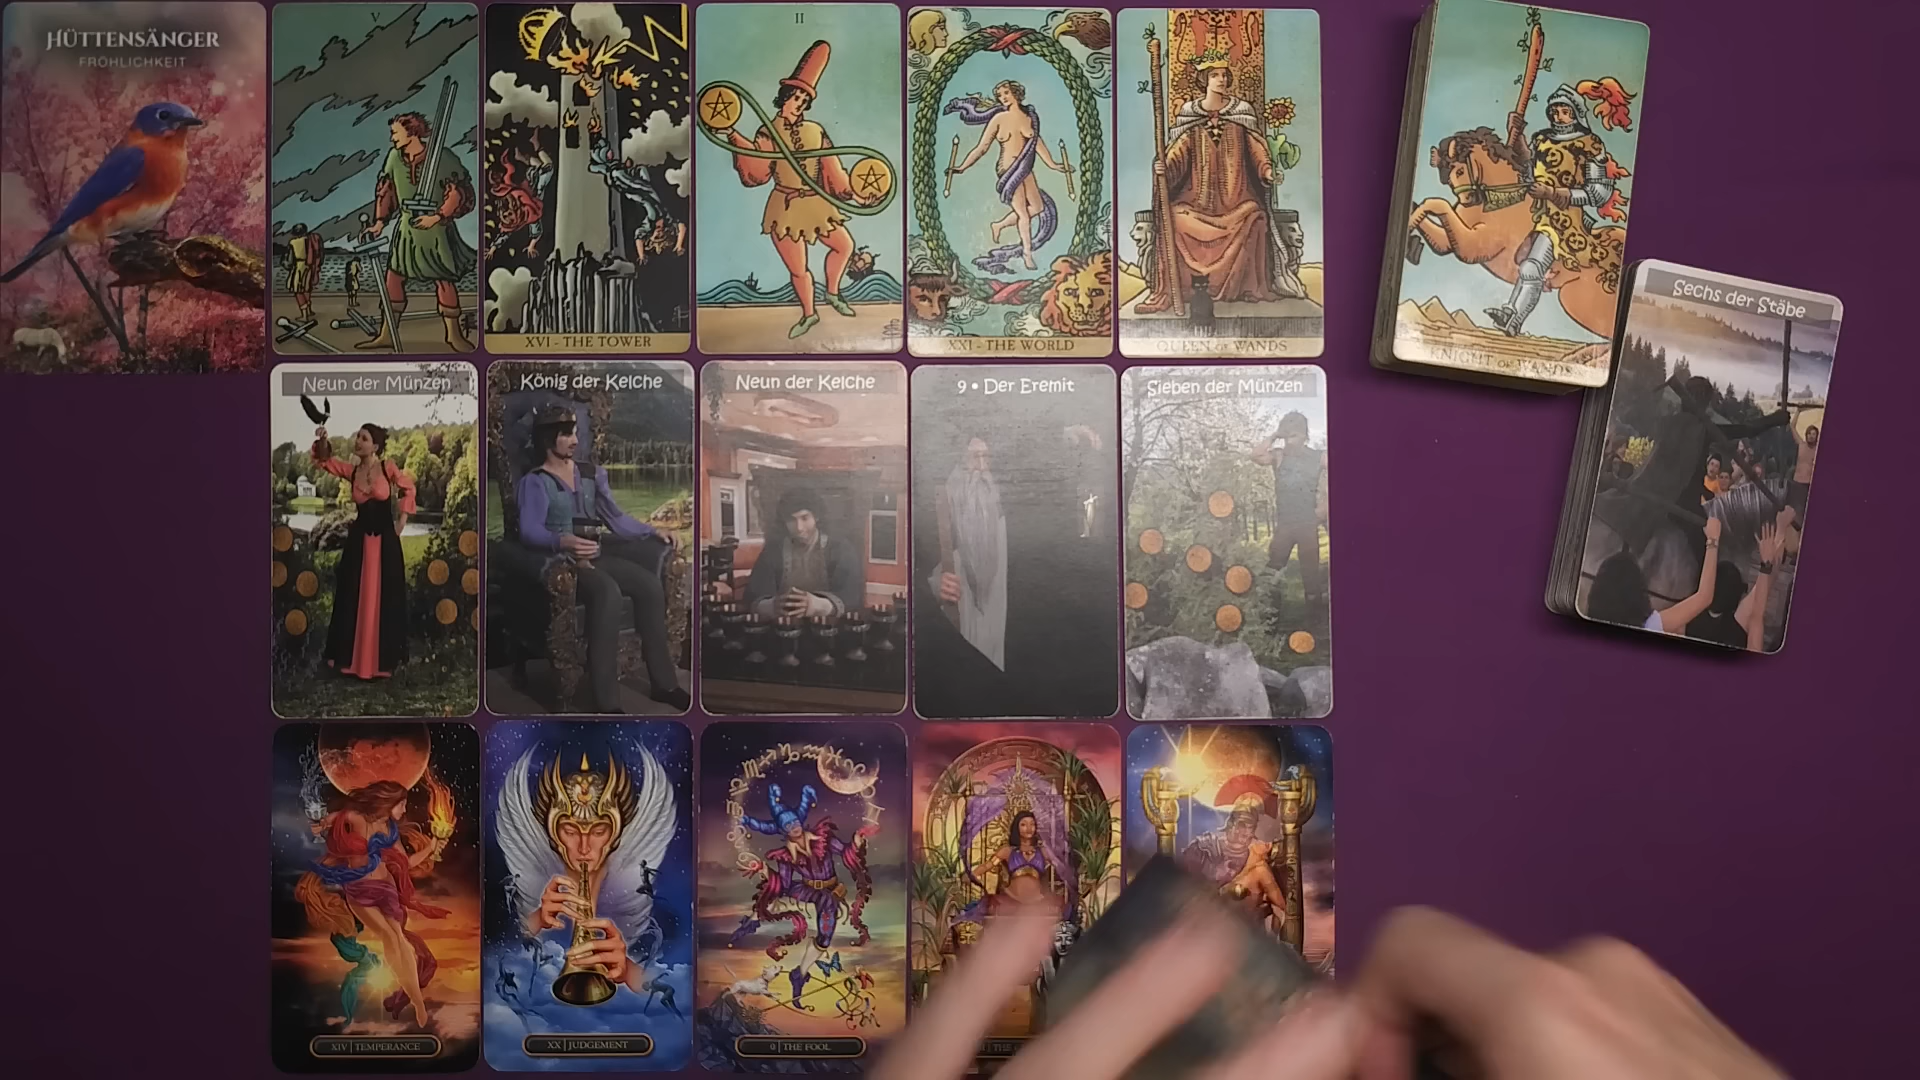 HÜTTENSÄNGER
FRÖHLICHKEIT
V
XVI - THE TOWER
II
XXI - THE WORLD
QUEEN OF WANDS
KNIGHT OF WANDS
Sechs der Stäbe
Neun der Münzen
König der Kelche
Neun der Kelche
9 • Der Eremit
Sieben der Münzen
XIV | TEMPERANCE
XX | JUDGEMENT
0 | THE FOOL
THE